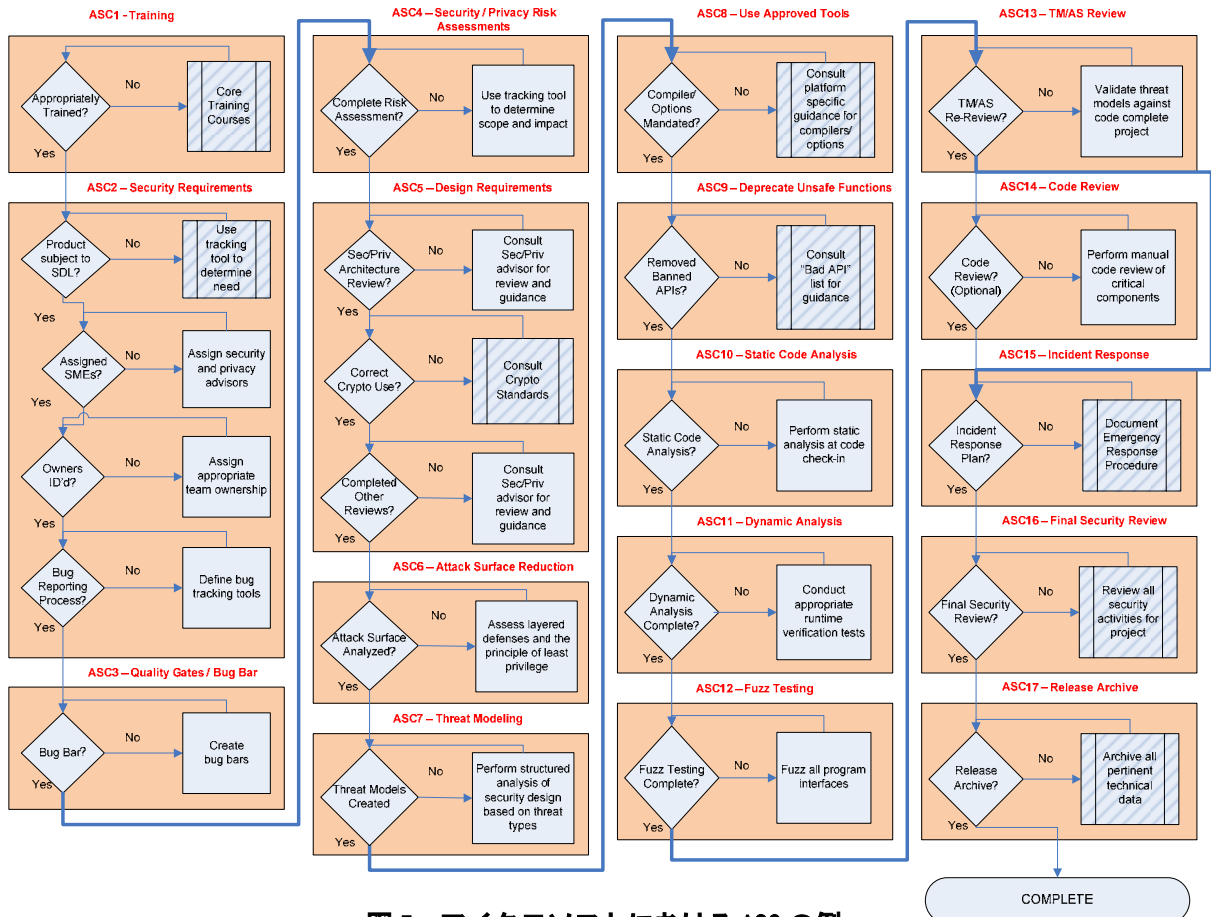 ASC1 - Training
Appropriately
Trained?
No
Core
Training
Courses
Yes
ASC2 – Security Requirements
Product
subject to
SDL?
No
Use
tracking
tool to
determine
need
Yes
Assigned
SMEs?
No
Assign security
and privacy
advisors
Yes
Owners
ID'd?
No
Assign
appropriate
team ownership
Yes
Bug
Reporting
Process?
No
Define bug
tracking tools
Yes
ASC3 – Quality Gates / Bug Bar
Bug Bar?
No
Create
bug bars
Yes
ASC4 – Security / Privacy Risk
Assessments
Complete Risk
Assessment?
No
Use tracking tool
to determine
scope and impact
Yes
ASC5 – Design Requirements
Sec/Priv
Architecture
Review?
No
Consult
Sec/Priv
advisor for
review and
guidance
Yes
Correct
Crypto Use?
No
Consult
Crypto
Standards
Yes
Completed
Other
Reviews?
No
Consult
Sec/Priv
advisor for
review and
guidance
Yes
ASC6 – Attack Surface Reduction
Attack Surface
Analyzed?
No
Assess layered
defenses and the
principle of least
privilege
Yes
ASC7 – Threat Modeling
Threat Models
Created
No
Perform structured
analysis of
security design
based on threat
types
Yes
ASC8 – Use Approved Tools
Compiler/
Options
Mandated?
No
Consult
platform
specific
guidance for
compilers/
options
Yes
ASC9 – Deprecate Unsafe Functions
Removed
Banned
APIs?
No
Consult
"Bad API"
list for
guidance
Yes
ASC10 – Static Code Analysis
Static Code
Analysis?
No
Perform static
analysis at code
check-in
Yes
ASC11 – Dynamic Analysis
Dynamic
Analysis
Complete?
No
Conduct
appropriate
runtime
verification tests
Yes
ASC12 – Fuzz Testing
Fuzz Testing
Complete?
No
Fuzz all program
interfaces
Yes
ASC13 – TM/AS Review
TM/AS
Re-Review?
No
Validate threat
models against
code complete
project
Yes
ASC14 – Code Review
Code
Review?
(Optional)
No
Perform manual
code review of
critical
components
Yes
ASC15 – Incident Response
Incident
Response
Plan?
No
Document
Emergency
Response
Procedure
Yes
ASC16 – Final Security Review
Final Security
Review?
No
Review all
security
activities for
project
Yes
ASC17 – Release Archive
Release
Archive?
No
Archive all
pertinent
technical
data
Yes
COMPLETE